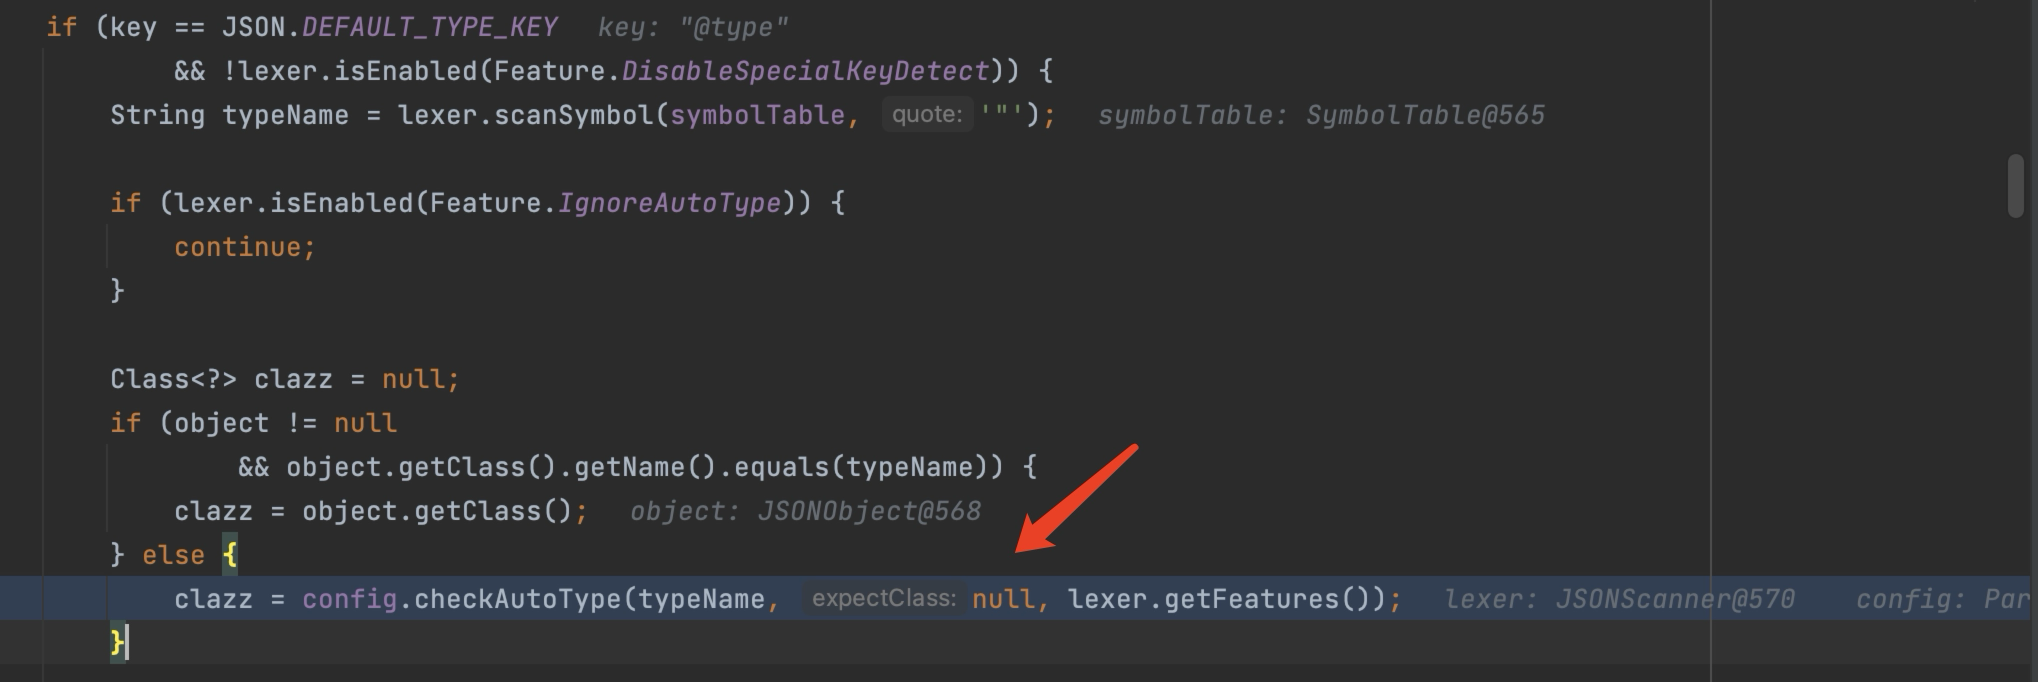 if (key == JSON.DEFAULT_TYPE_KEY key: "@type"
&& !lexer.isEnabled(Feature.DisableSpecialKeyDetect)) {
String typeName = lexer.scanSymbol(symbolTable, quote: '"'); symbolTable: SymbolTable@565
if (lexer.isEnabled(Feature.IgnoreAutoType)) {
continue;
}
Class<?> clazz = null;
if (object != null
&& object.getClass().getName().equals(typeName)) {
clazz = object.getClass(); object: JSONObject@568
} else {
clazz = config.checkAutoType(typeName, expectClass: null, lexer.getFeatures()); lexer: JSONScanner@570 config: Par
}